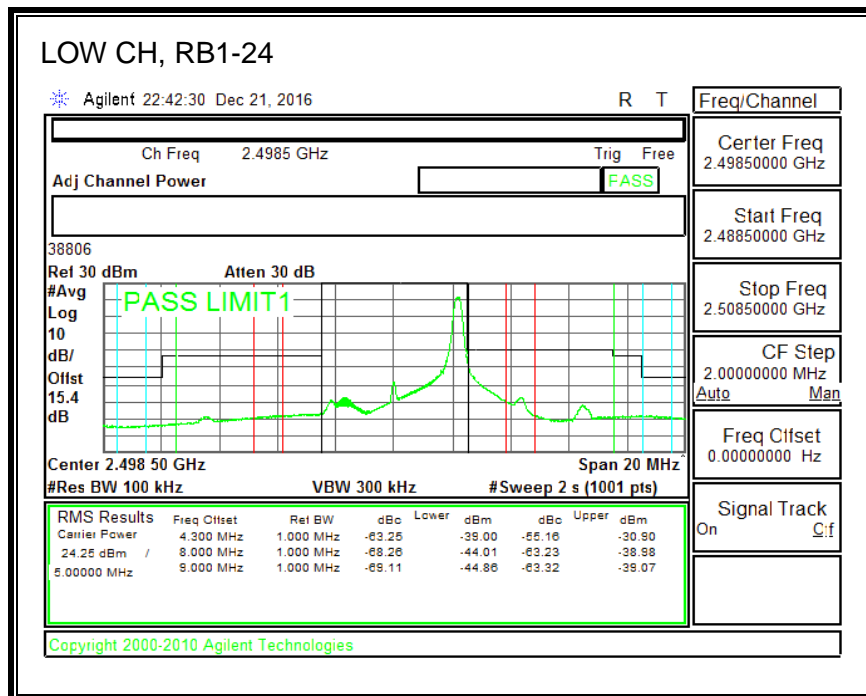 LOW CH, RB1-24
Agilent 22:42:30 Dec 21, 2016 R T
Ch Freq 2.4985 GHz Trig Free
Adj Channel Power PASS
38806
Ref 30 dBm Atten 30 dB
#Avg
Log
10
dB/
Offst
15.4
dB
PASS LIMIT1
Center 2.498 50 GHz Span 20 MHz
#Res BW 100 kHz VBW 300 kHz #Sweep 2 s (1001 pts)
RMS Results Freq Offset Ref BW dBc Lower dBm dBc Upper dBm
Carrier Power 4.300 MHz 1.000 MHz -63.25 -39.00 -55.16 -30.90
24.25 dBm / 8.000 MHz 1.000 MHz -68.26 -44.01 -63.23 -38.98
5.00000 MHz 9.000 MHz 1.000 MHz -69.11 -44.86 -63.32 -39.07
Copyright 2000-2010 Agilent Technologies
Freq/Channel
Center Freq
2.49850000 GHz
Start Freq
2.48850000 GHz
Stop Freq
2.50850000 GHz
CF Step
2.00000000 MHz
Auto Man
Freq Offset
0.00000000 Hz
Signal Track
On Off